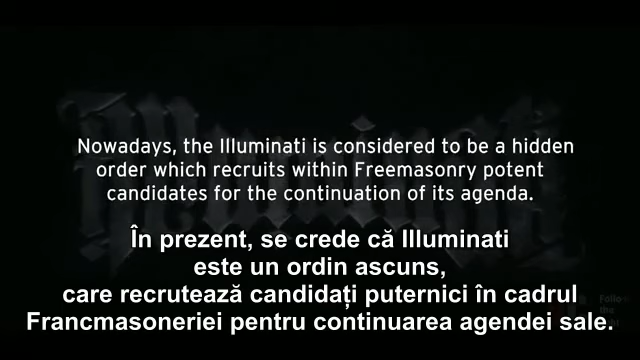 Nowadays, the Illuminati is considered to be a hidden
order which recruits within Freemasonry potent
candidates for the continuation of its agenda.
În prezent, se crede că Illuminati
este un ordin ascuns,
care recrutează candidați puternici în cadrul
Francmasoneriei pentru continuarea agendei sale.
Illuminati